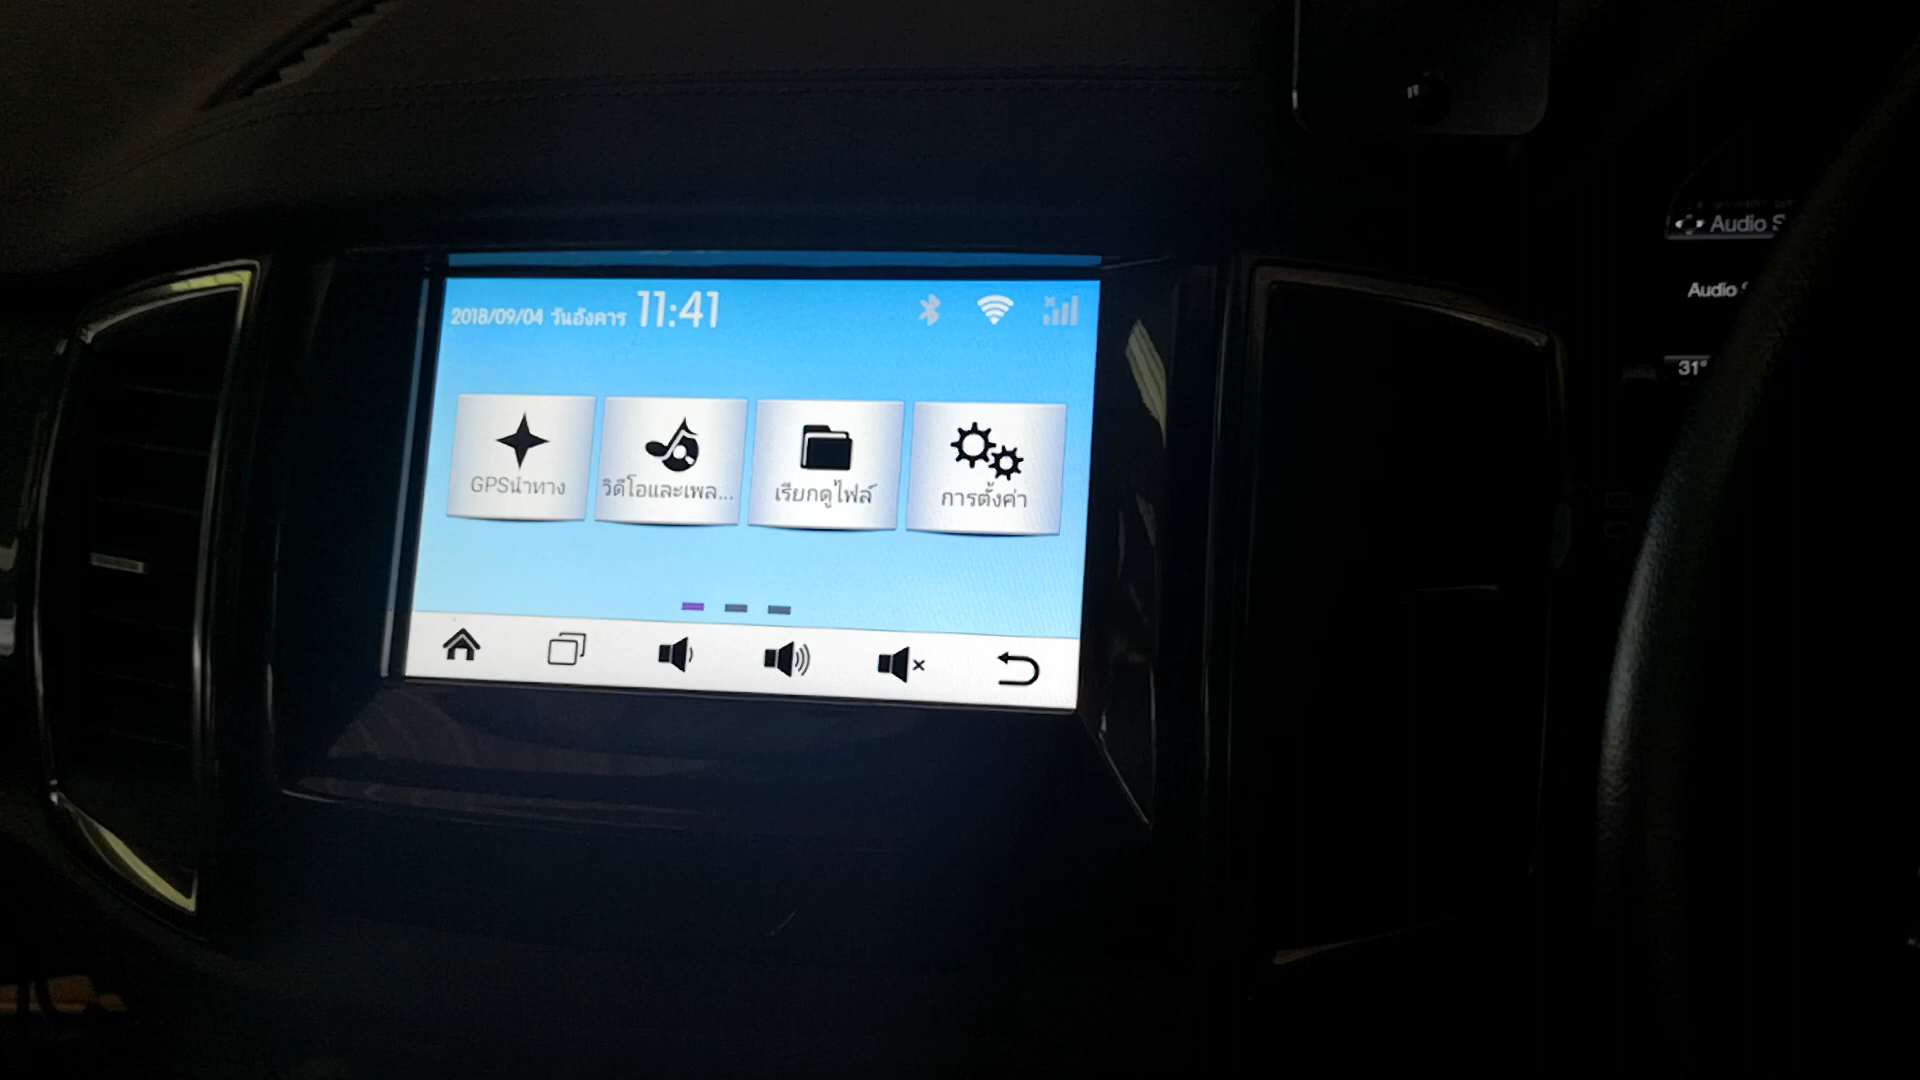 2018/09/04 วันอังคาร 11:41
GPSนำทาง
วิดีโอและเพล...
เรียกดูไฟล์
การตั้งค่า
Audio S
Audio
31°